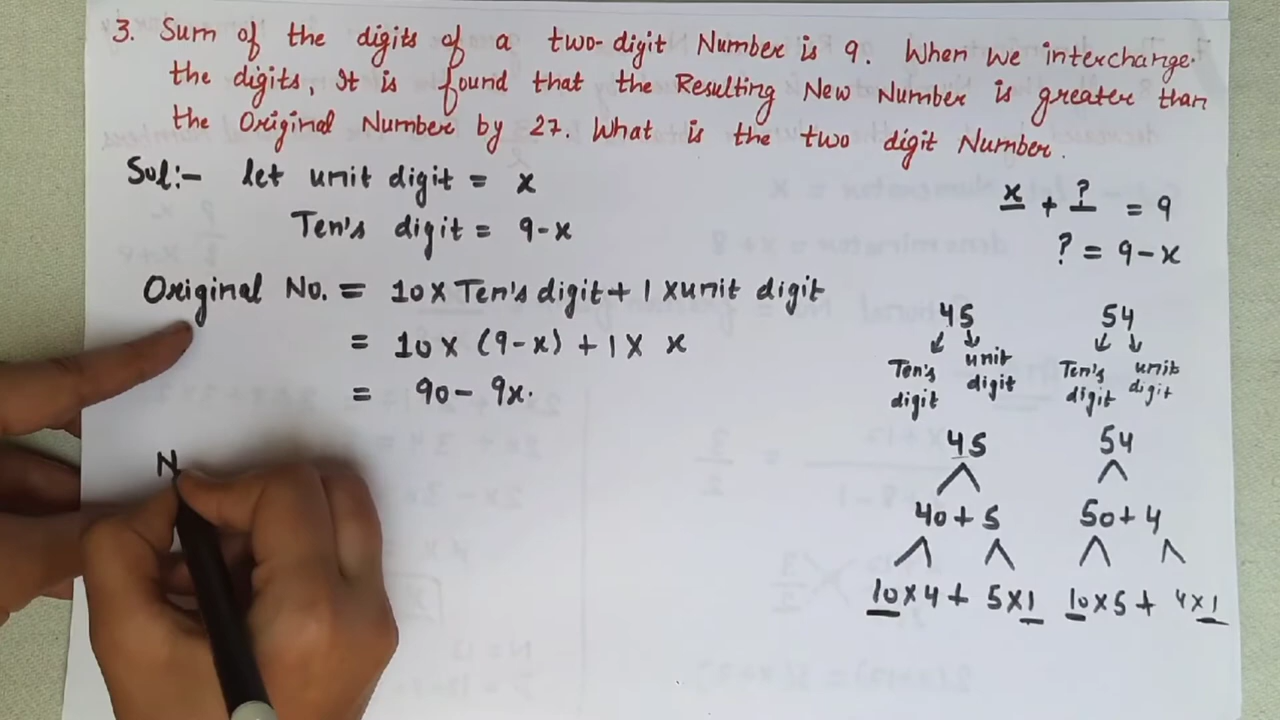 3. Sum of the digits of a two-digit Number is 9. When we interchange
the digits, It is found that the Resulting New Number is greater than
the Original Number by 27. What is the two digit Number.
Sol:- let unit digit = x
Ten's digit = 9-x
Original No. = 10 x Ten's digit + 1 x unit digit
= 10 x (9-x) + 1 x x
= 90 - 9x.
N
x + ? = 9
? = 9-x
45 54
↙ ↘ ↙ ↘
Ten's digit unit digit Ten's digit unit digit
45 54
40+5 50+4
10x4 + 5x1 10x5 + 4x1